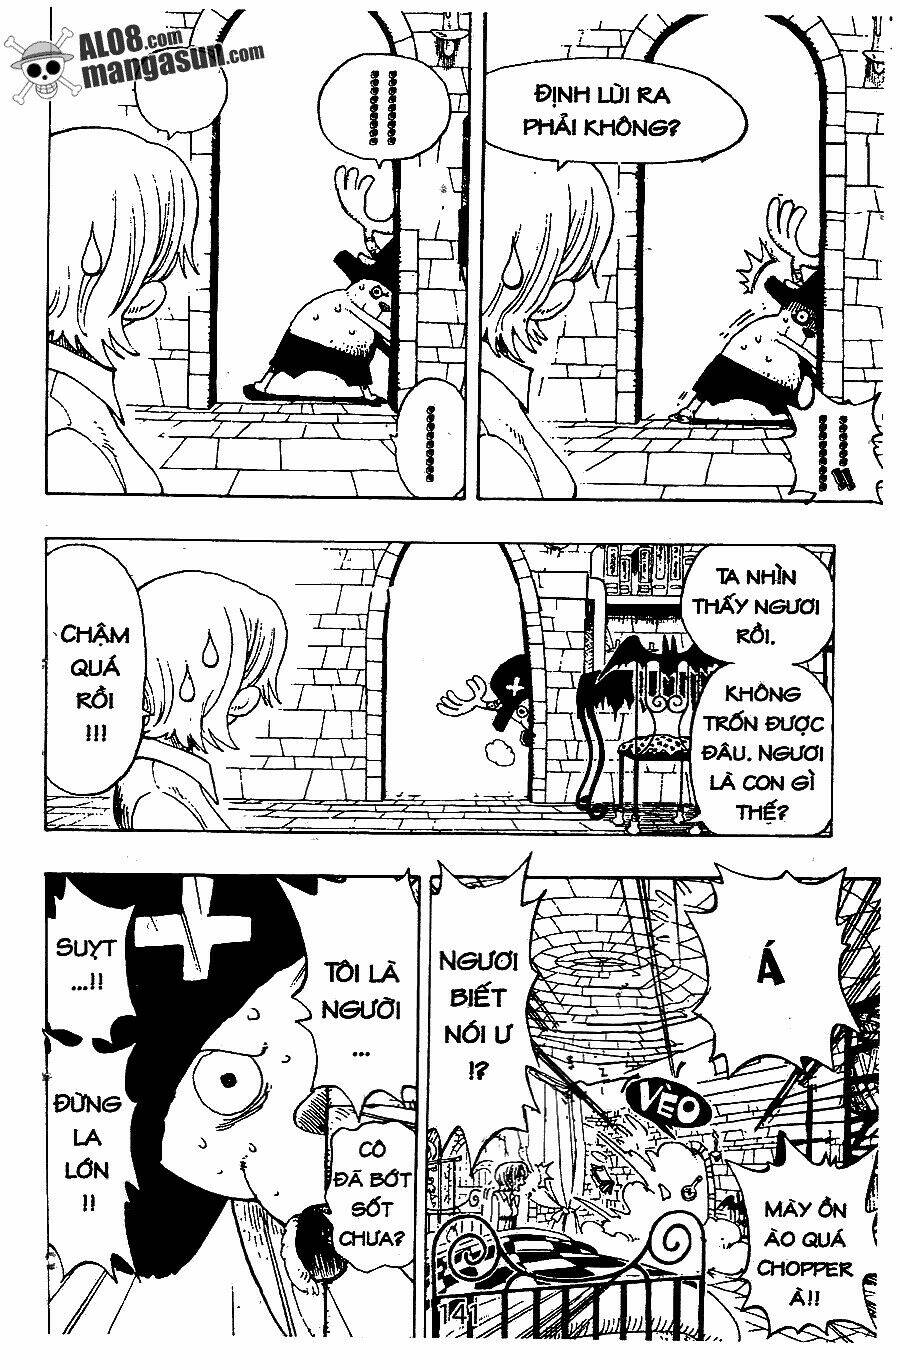 AL08.com
mangasun.com
ĐỊNH LÙI RA
PHẢI KHÔNG?
TA NHÌN
THẤY NGƯƠI
RỒI.
KHÔNG
TRỐN ĐƯỢC
ĐÂU. NGƯƠI
LÀ CON GÌ
THẾ?
CHẬM
QUÁ
RỒI
!!!
Á
NGƯƠI
BIẾT
NÓI Ư
!?
VÈO
MÀY ỒN
ÀO QUÁ
CHOPPER
À!!
TÔI LÀ
NGƯỜI
...
CÔ
ĐÃ BỚT
SỐT
CHƯA?
SUỴT
...!!
ĐỪNG
LA
LỚN
!!
141